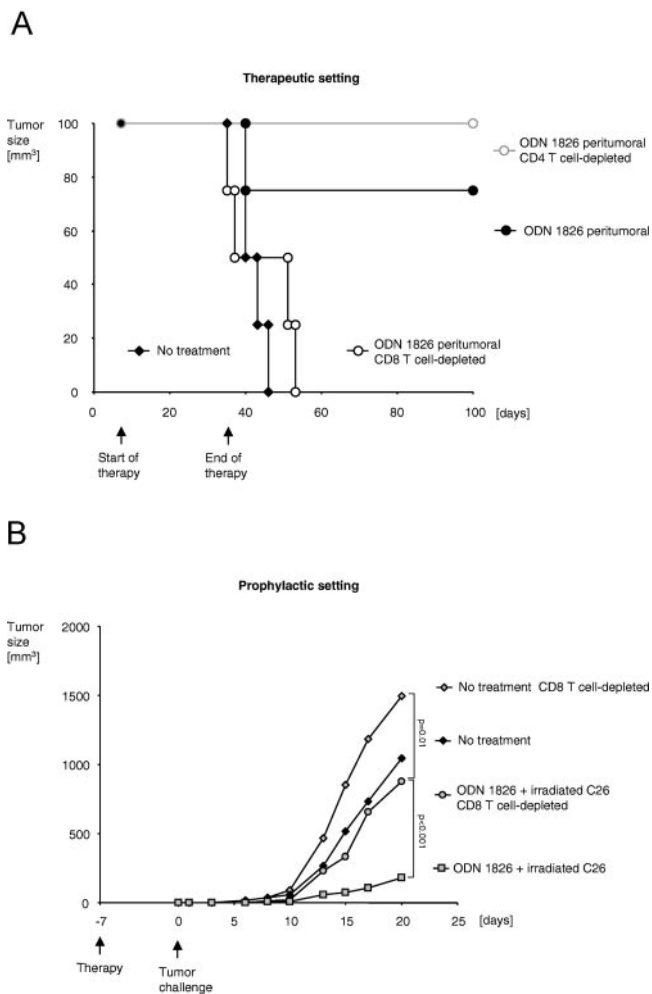 A
Therapeutic setting
Tumor
size
[mm³]
100
80
60
40
20
0
0
20
40
60
80
100
[days]
ODN 1826 peritumoral
CD4 T cell-depleted
ODN 1826 peritumoral
No treatment
ODN 1826 peritumoral
CD8 T cell-depleted
Start of
therapy
End of
therapy
B
Prophylactic setting
Tumor
size
[mm³]
2000
1500
1000
500
0
-7
0
5
10
15
20
25
[days]
p=0.01
p<0.001
No treatment CD8 T cell-depleted
No treatment
ODN 1826 + irradiated C26
CD8 T cell-depleted
ODN 1826 + irradiated C26
Therapy
Tumor
challenge